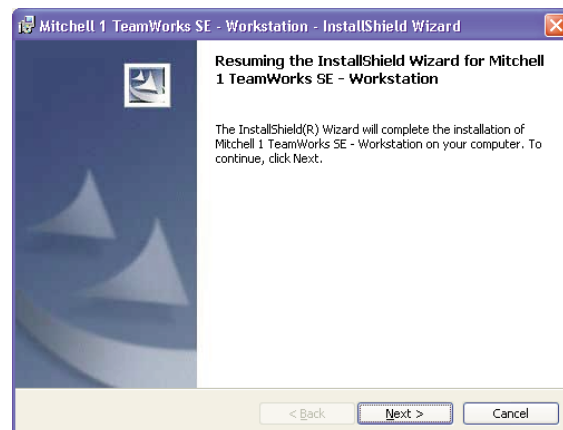 Mitchell 1 TeamWorks SE - Workstation - InstallShield Wizard
Resuming the InstallShield Wizard for Mitchell
1 TeamWorks SE - Workstation
The InstallShield(R) Wizard will complete the installation of
Mitchell 1 TeamWorks SE - Workstation on your computer. To
continue, click Next.
< Back
Next >
Cancel